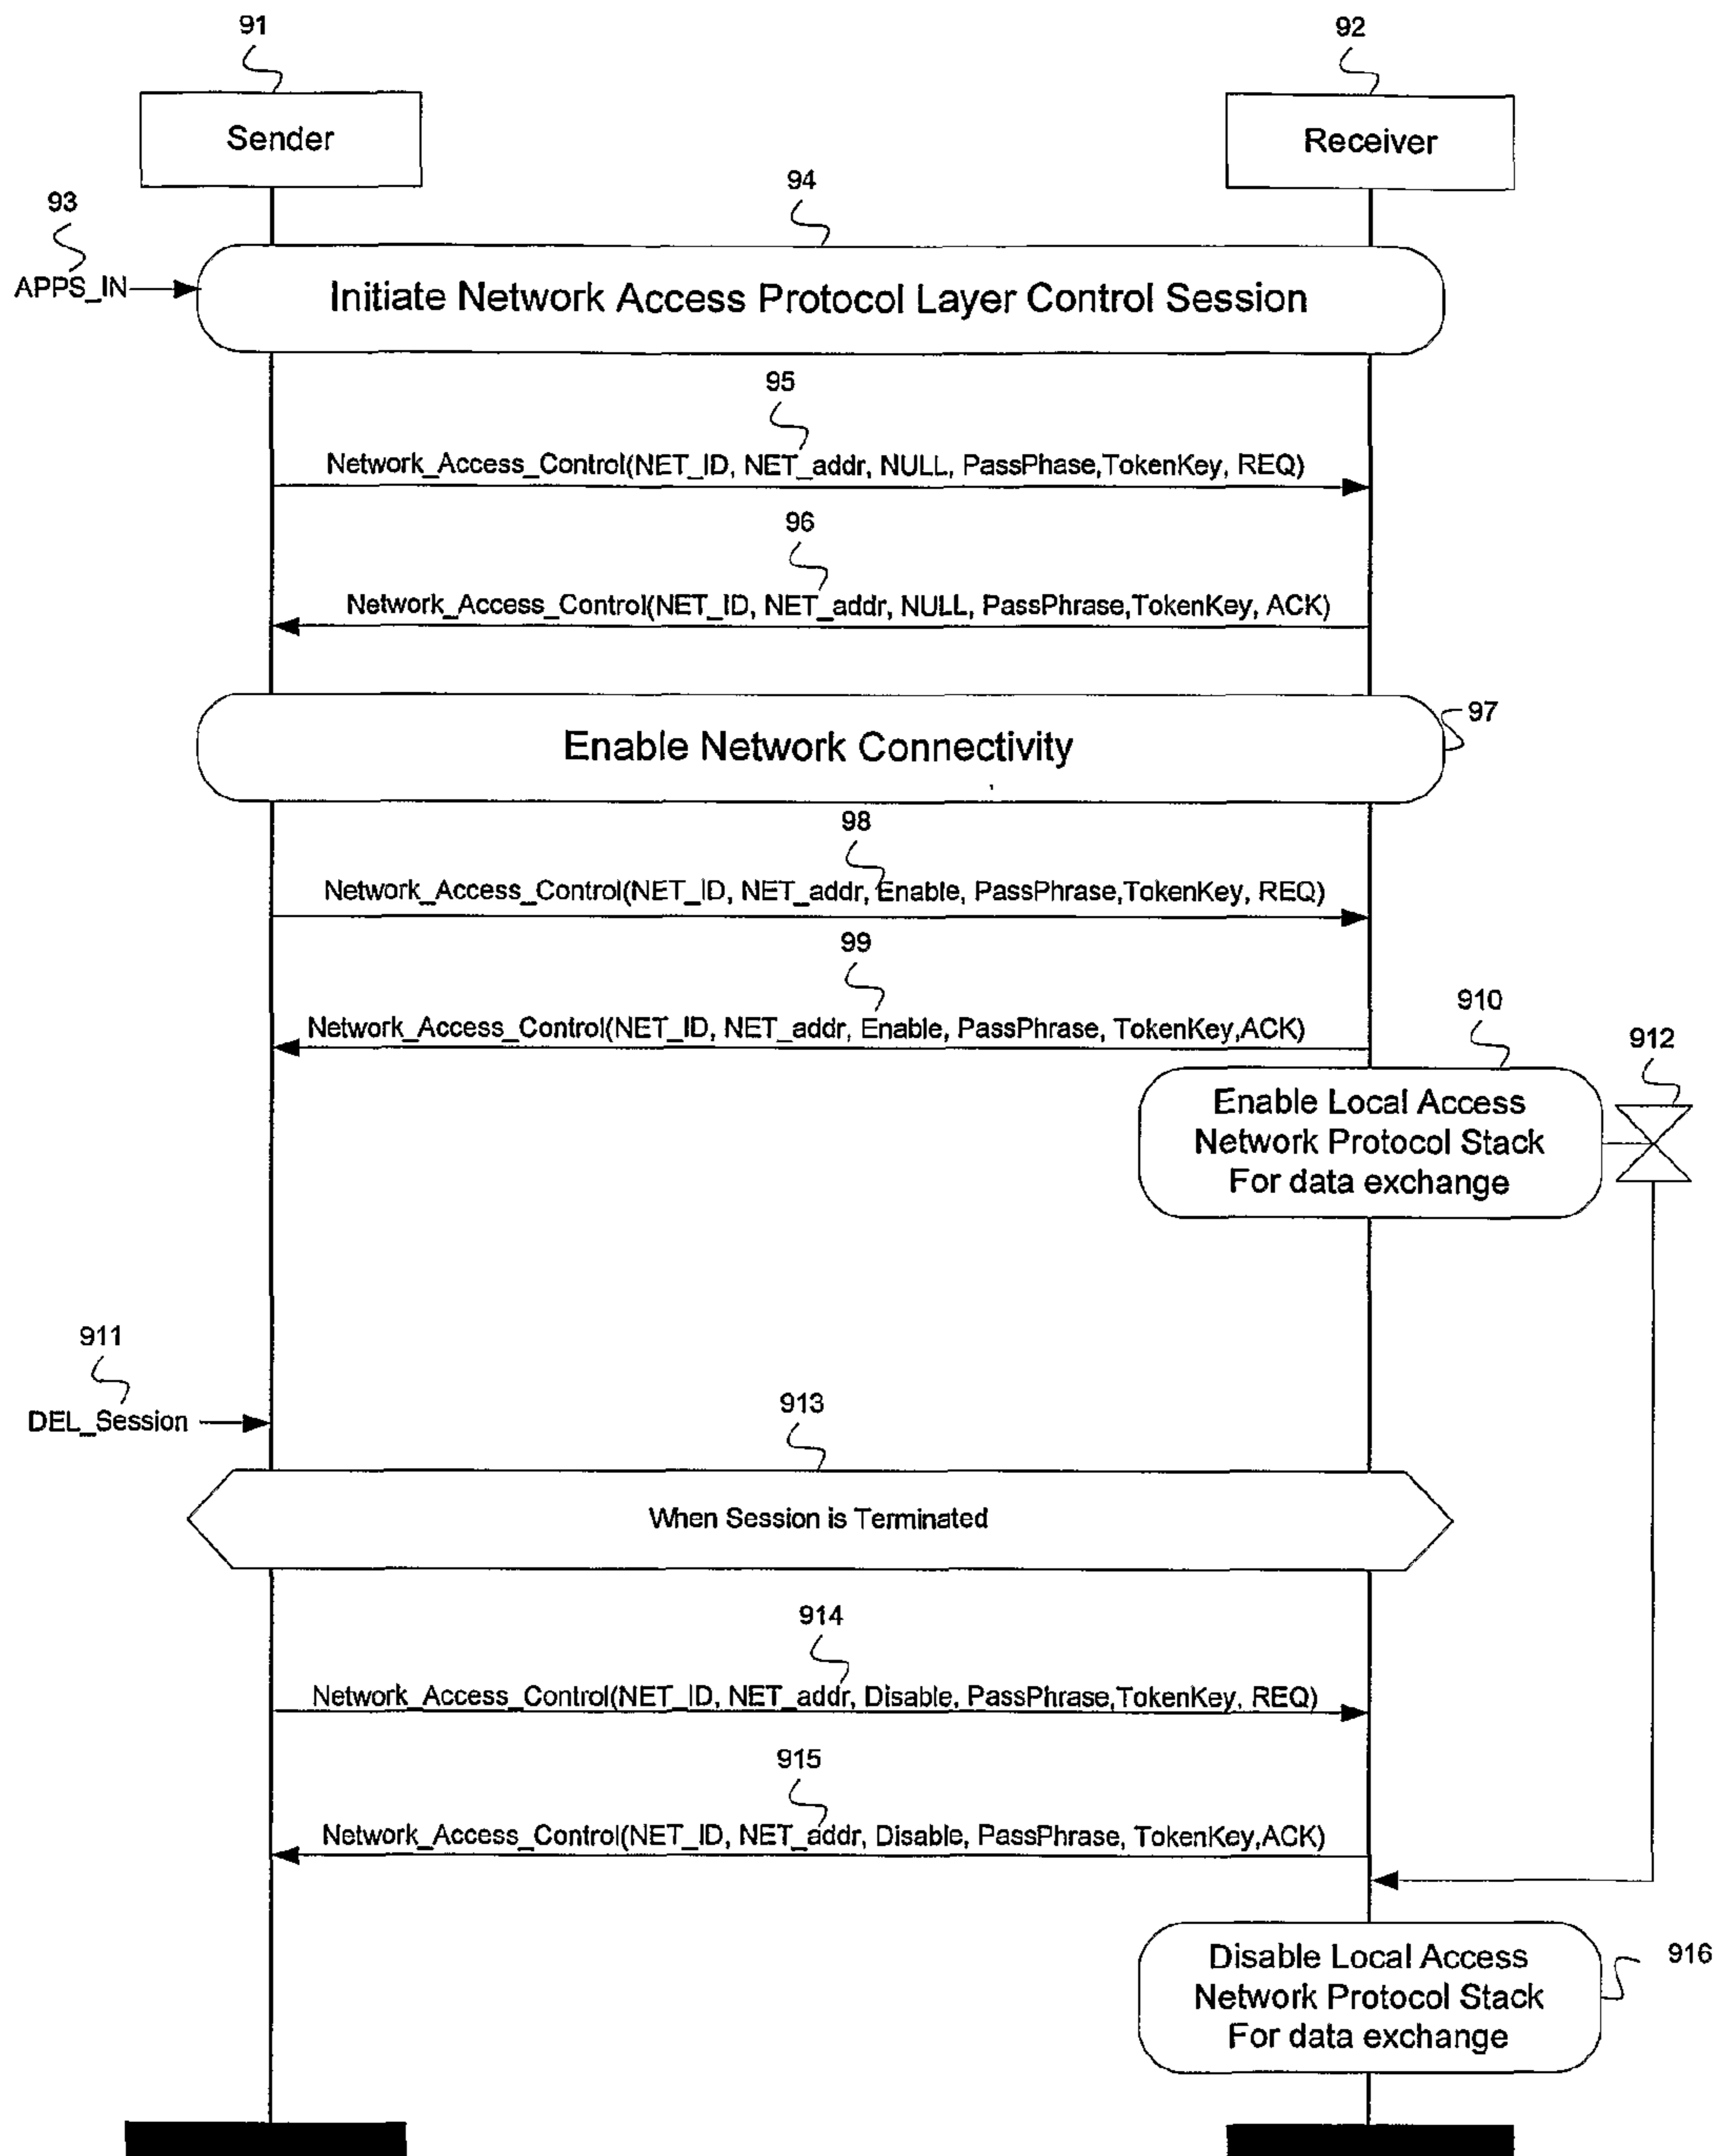 91
92
Sender
Receiver
93
94
APPS_IN
Initiate Network Access Protocol Layer Control Session
95
Network_Access_Control(NET_ID, NET_addr, NULL, PassPhase,TokenKey, REQ)
96
Network_Access_Control(NET_ID, NET_addr, NULL, PassPhrase,TokenKey, ACK)
97
Enable Network Connectivity
98
Network_Access_Control(NET_ID, NET_addr, Enable, PassPhrase,TokenKey, REQ)
99
Network_Access_Control(NET_ID, NET_addr, Enable, PassPhrase, TokenKey,ACK)
910
912
Enable Local Access
Network Protocol Stack
For data exchange
911
DEL_Session
913
When Session is Terminated
914
Network_Access_Control(NET_ID, NET_addr, Disable, PassPhrase,TokenKey, REQ)
915
Network_Access_Control(NET_ID, NET_addr, Disable, PassPhrase, TokenKey,ACK)
916
Disable Local Access
Network Protocol Stack
For data exchange